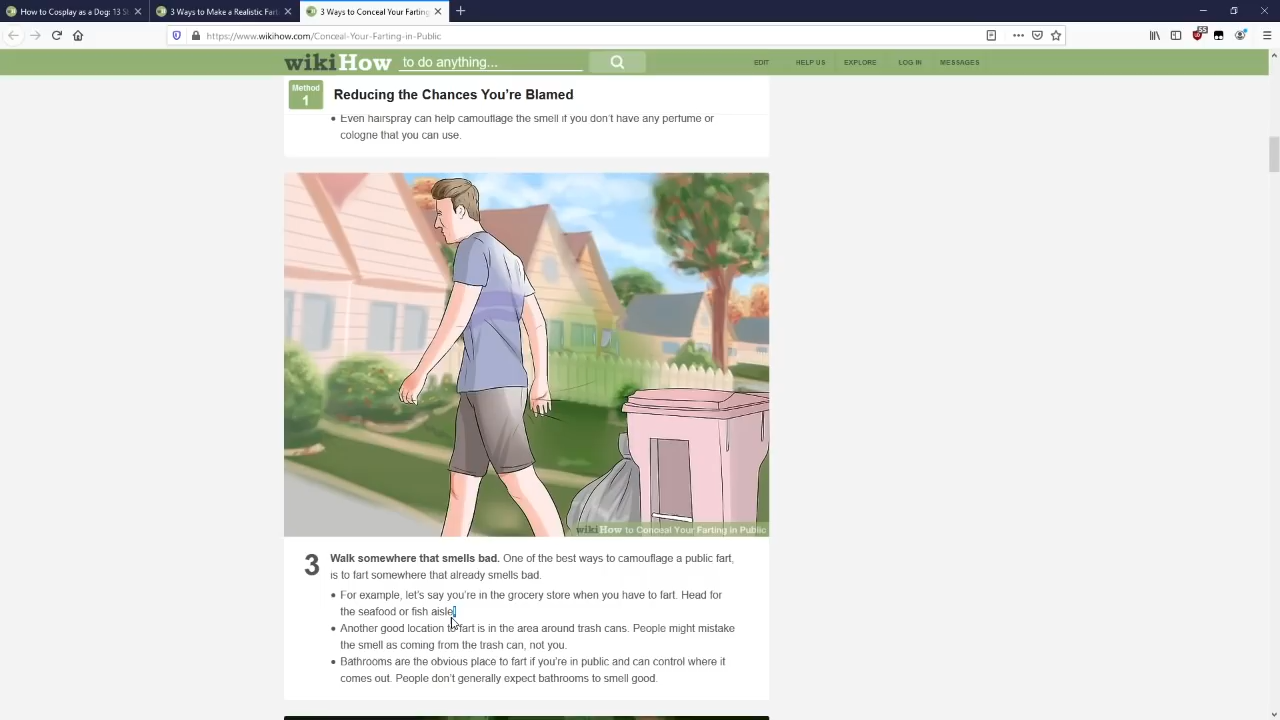 How to Cosplay as a Dog: 13 St
3 Ways to Make a Realistic Fart
3 Ways to Conceal Your Farting
https://www.wikihow.com/Conceal-Your-Farting-in-Public
55
wikiHow
to do anything...
EDIT
HELP US
EXPLORE
LOG IN
MESSAGES
Method
1
Reducing the Chances You're Blamed
Even hairspray can help camouflage the smell if you don't have any perfume or
cologne that you can use.
wikiHow to Conceal Your Farting in Public
3
Walk somewhere that smells bad. One of the best ways to camouflage a public fart,
is to fart somewhere that already smells bad.
For example, let's say you're in the grocery store when you have to fart. Head for
the seafood or fish aisle.
Another good location to fart is in the area around trash cans. People might mistake
the smell as coming from the trash can, not you.
Bathrooms are the obvious place to fart if you're in public and can control where it
comes out. People don't generally expect bathrooms to smell good.